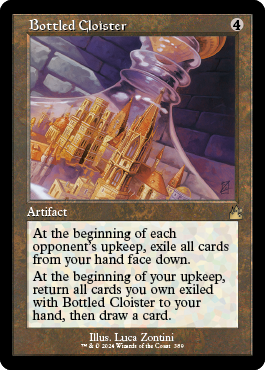 Bottled Cloister 4
Artifact
At the beginning of each
opponent's upkeep, exile all cards
from your hand face down.
At the beginning of your upkeep,
return all cards you own exiled
with Bottled Cloister to your
hand, then draw a card.
Illus. Luca Zontini
™ & © 2024 Wizards of the Coast 389